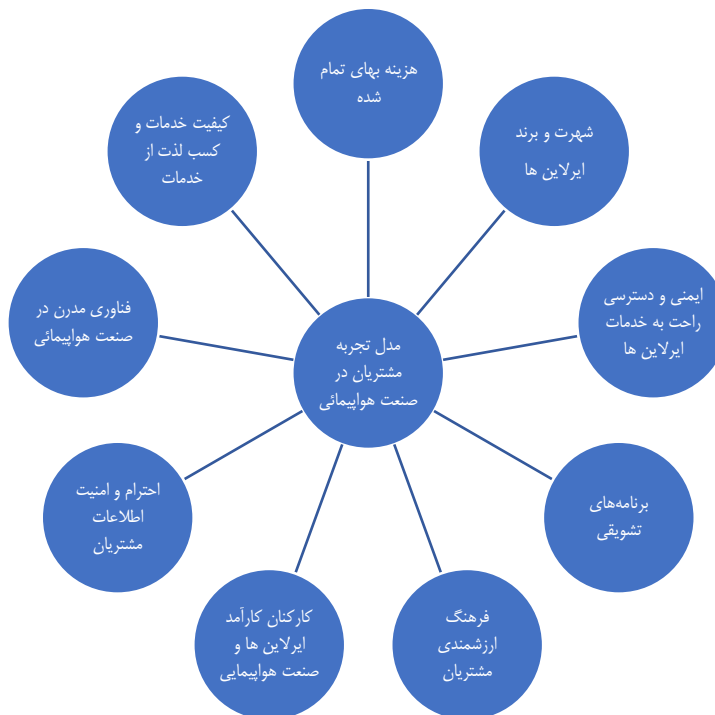 هزینه بهای تمام
شده
شهرت و برند
ایرلاین ها
ایمنی و دسترسی
راحت به خدمات
ایرلاین ها
برنامه‌های
تشویقی
فرهنگ
ارزشمندی
مشتریان
کارکنان کارآمد
ایرلاین ها و
صنعت هواپیمایی
احترام و امنیت
اطلاعات
مشتریان
فناوری مدرن در
صنعت هواپیمائی
کیفیت خدمات و
کسب لذت از
خدمات
مدل تجربه
مشتریان در
صنعت هواپیمائی